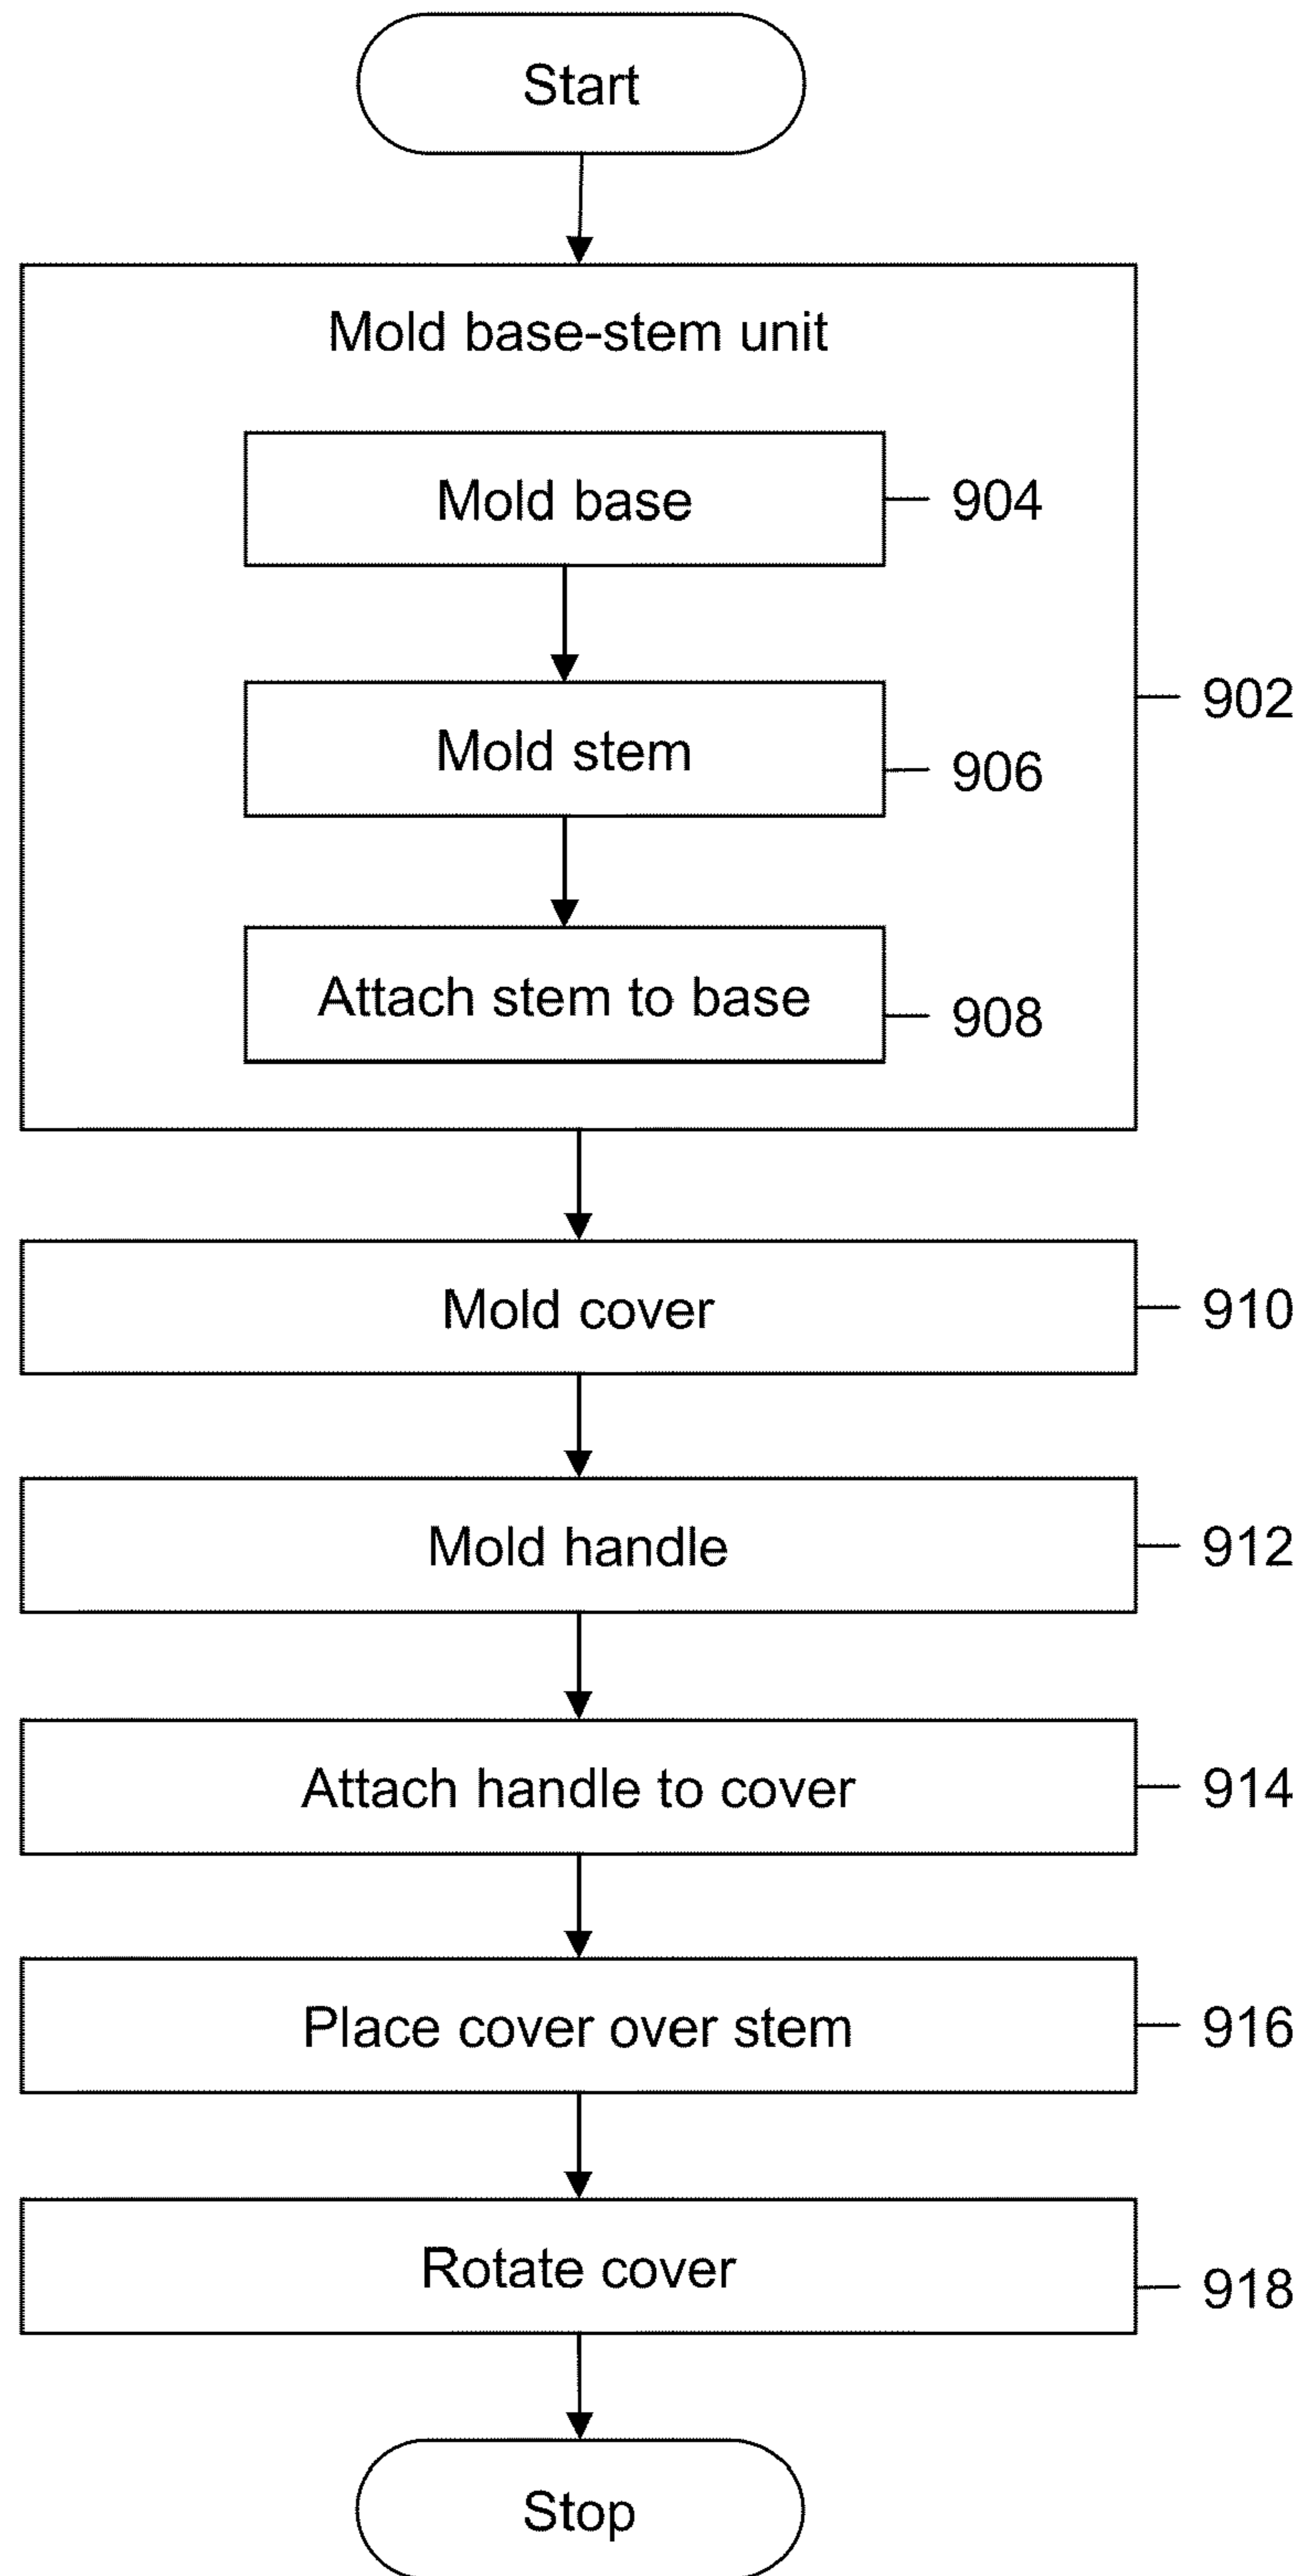 Start
Mold base-stem unit
Mold base
904
902
Mold stem
906
Attach stem to base
908
Mold cover
910
Mold handle
912
Attach handle to cover
914
Place cover over stem
916
Rotate cover
918
Stop